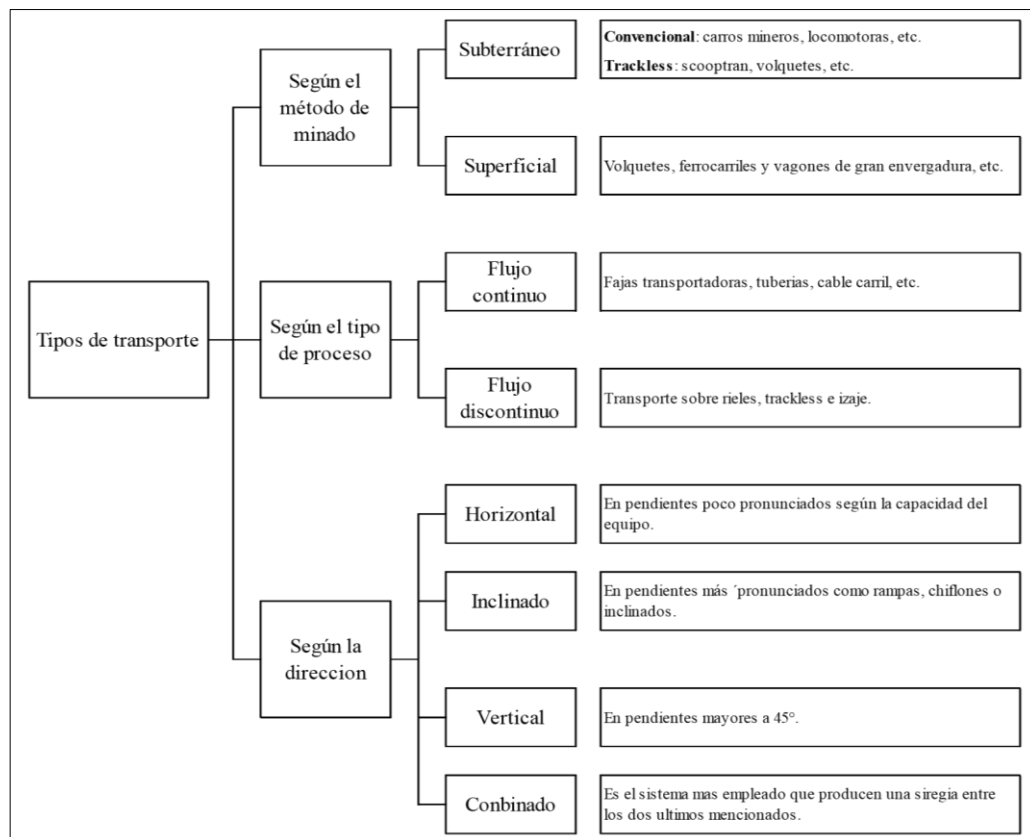 Tipos de transporte
Según el
método de
minado
Subterráneo
Convencional: carros mineros, locomotoras, etc.
Trackless: scooptran, volquetes, etc.
Superficial
Volquetes, ferrocarriles y vagones de gran envergadura, etc.
Según el tipo
de proceso
Flujo
continuo
Fajas transportadoras, tuberias, cable carril, etc.
Flujo
discontinuo
Transporte sobre rieles, trackless e izaje.
Según la
direccion
Horizontal
En pendientes poco pronunciados según la capacidad del
equipo.
Inclinado
En pendientes más ´pronunciados como rampas, chiflones o
inclinados.
Vertical
En pendientes mayores a 45°.
Conbinado
Es el sistema mas empleado que producen una siregia entre
los dos ultimos mencionados.